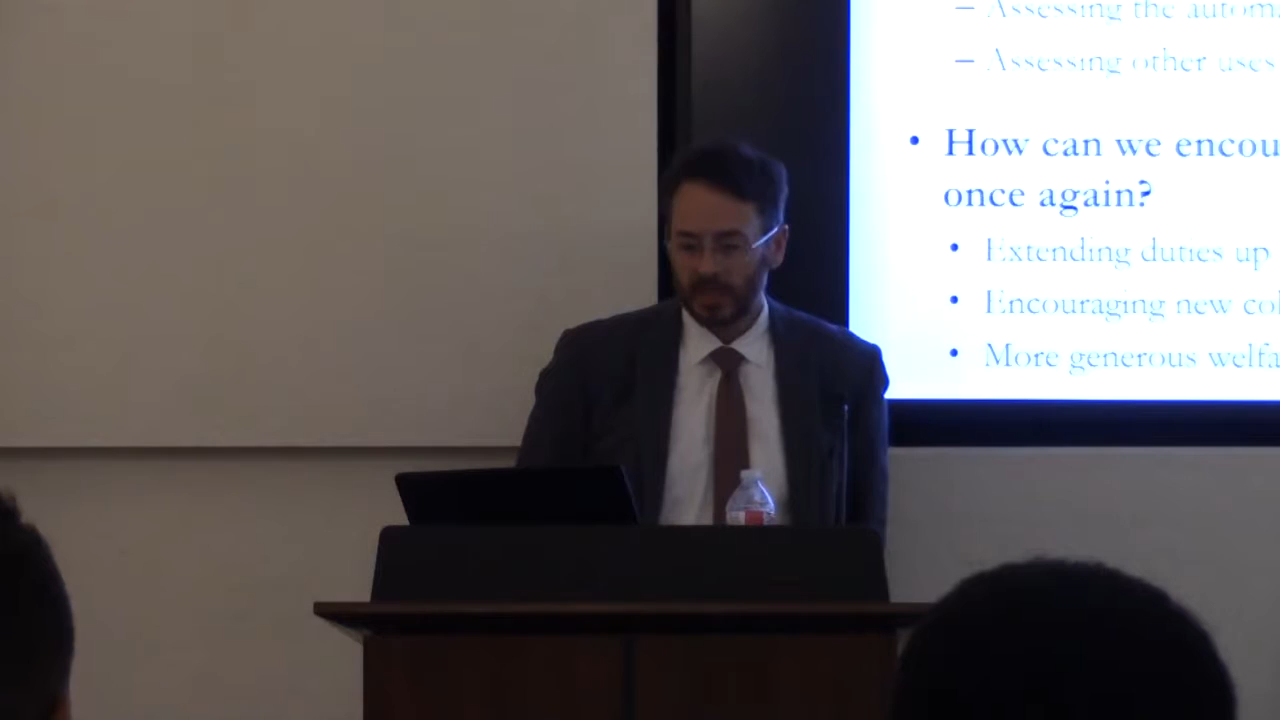 – Assessing the autom
– Assessing other uses
• How can we encou
once again?
• Extending duties up
• Encouraging new col
• More generous welfa